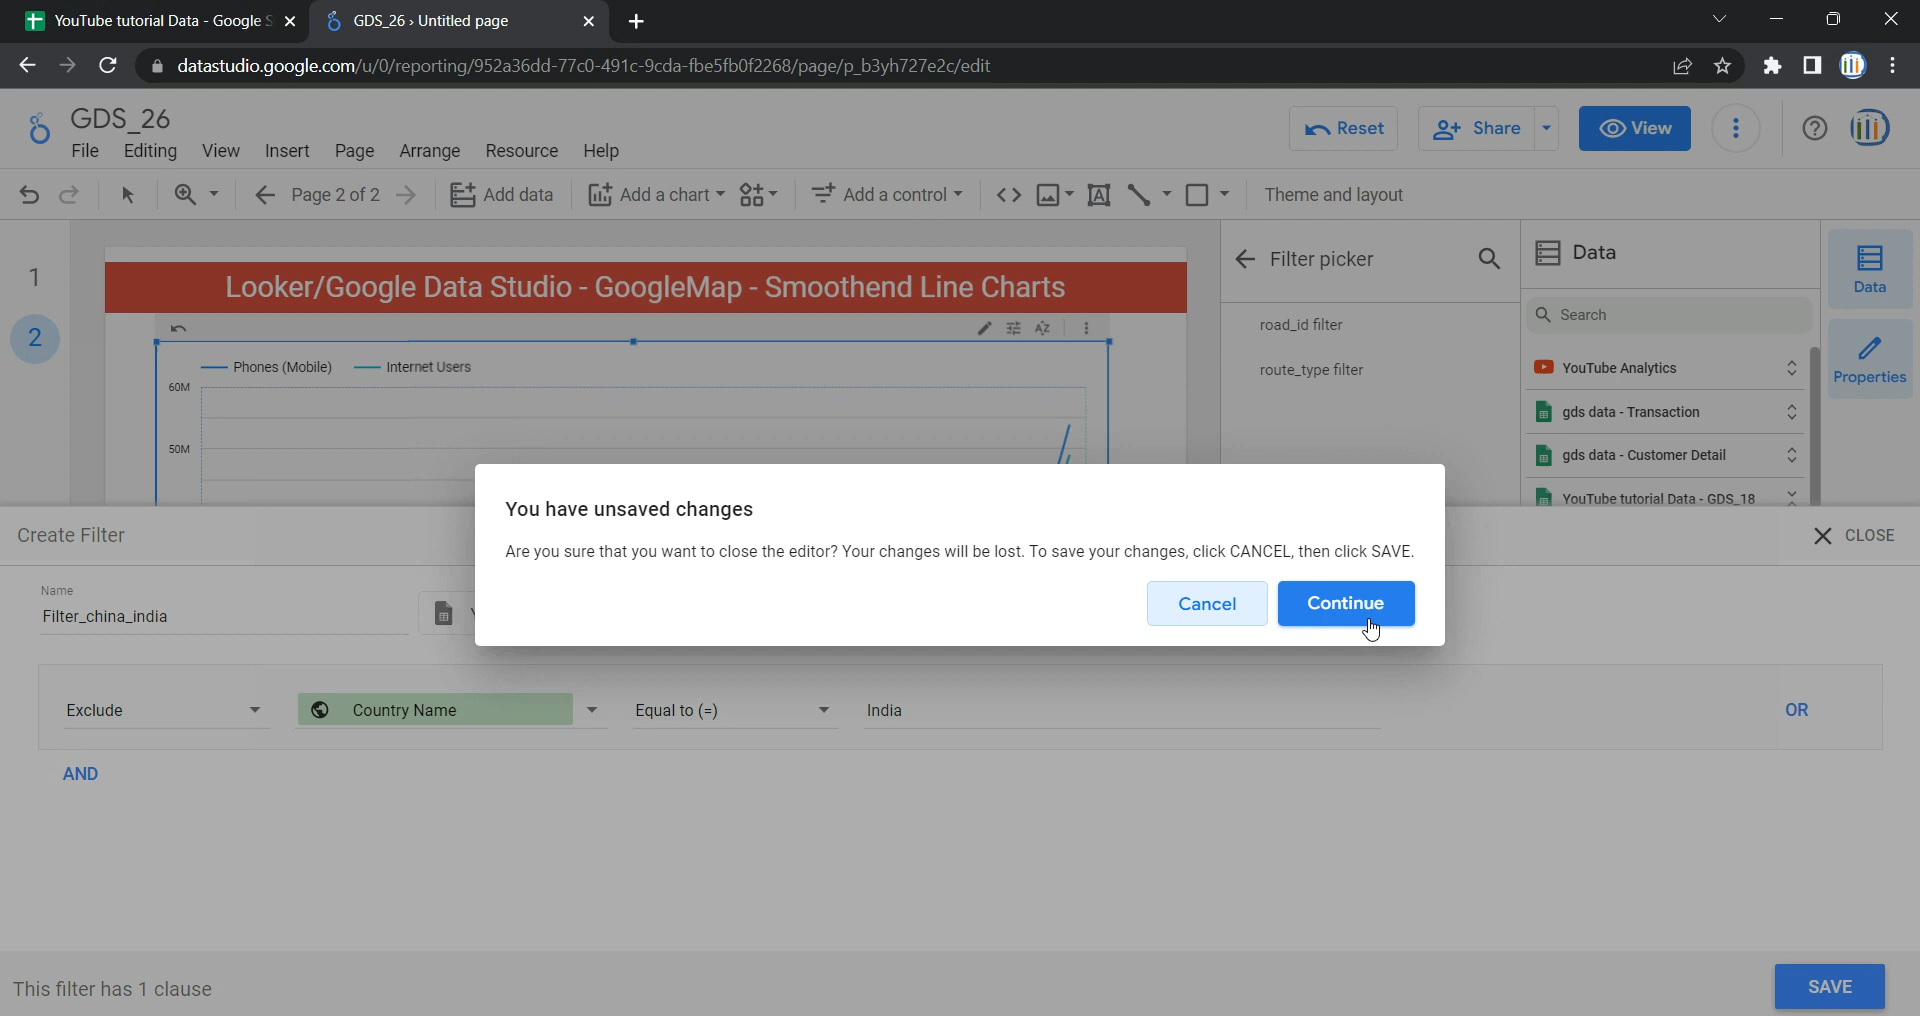 YouTube tutorial Data - Google S
GDS_26 › Untitled page
datastudio.google.com/u/0/reporting/952a36dd-77c0-491c-9cda-fbe5fb0f2268/page/p_b3yh727e2c/edit
GDS_26
File Editing View Insert Page Arrange Resource Help
Reset Share View
Page 2 of 2 Add data Add a chart Add a control Theme and layout
1
2
Looker/Google Data Studio - GoogleMap - Smoothend Line Charts
Phones (Mobile) Internet Users
60M
50M
Filter picker
road_id filter
route_type filter
Data
Search
YouTube Analytics
gds data - Transaction
gds data - Customer Detail
YouTube tutorial Data - GDS_18
Data
Properties
You have unsaved changes
Are you sure that you want to close the editor? Your changes will be lost. To save your changes, click CANCEL, then click SAVE.
Cancel Continue
Create Filter
CLOSE
Name
Filter_china_india
Exclude Country Name Equal to (=) India OR
AND
This filter has 1 clause
SAVE